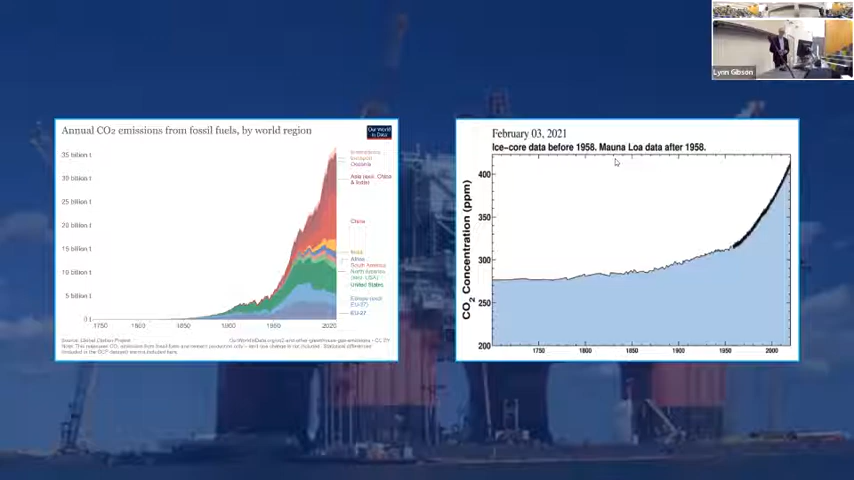 Lynn Gibson
Annual CO2 emissions from fossil fuels, by world region
Our World
in Data
35 billion t
30 billion t
25 billion t
20 billion t
15 billion t
10 billion t
5 billion t
0 t
1750
1800
1850
1900
1950
2020
Oceania
Asia (excl. China
& India)
China
India
Africa
South America
North America
(excl. USA)
United States
EU-27
February 03, 2021
Ice-core data before 1958. Mauna Loa data after 1958.
CO2 Concentration (ppm)
400
350
300
250
200
1750
1800
1850
1900
1950
2000